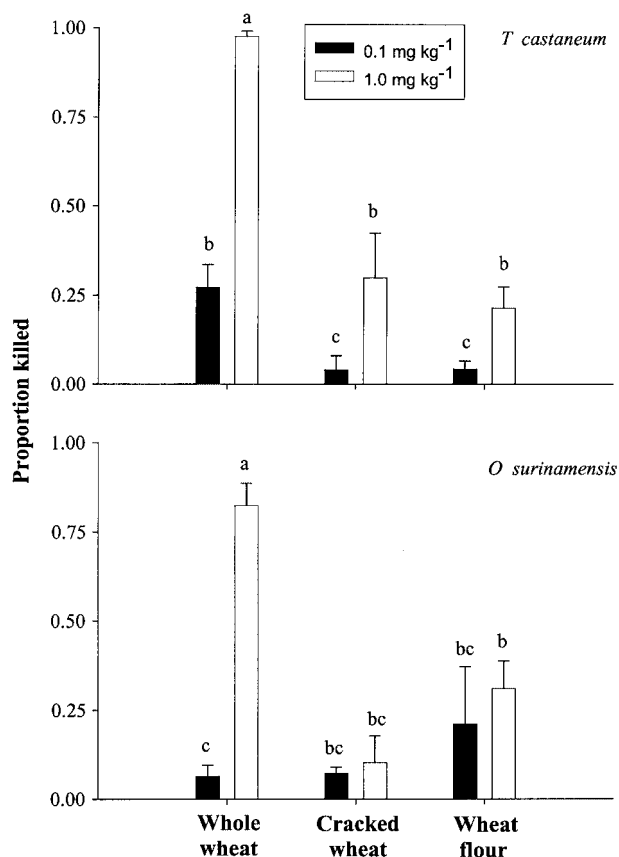 T castaneum
0.1 mg kg⁻¹
1.0 mg kg⁻¹
1.00
0.75
0.50
0.25
0.00
a
b
b
b
c
c
Proportion killed
O surinamensis
1.00
0.75
0.50
0.25
0.00
a
c
bc
bc
bc
b
Whole wheat
Cracked wheat
Wheat flour